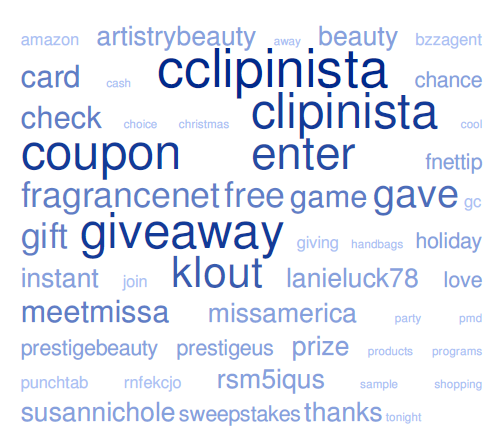 amazon artistrybeauty away beauty bzzagent
card cash cclipinista chance
check choice christmas clipinista cool
coupon enter fnettip
fragrancenet free game gave gc
gift giveaway giving handbags holiday
instant join klout lanieluck78 love
meetmissa missamerica party pmd
prestigebeauty prestigeus prize products programs
punchtab rnfekcjo rsm5iqus sample shopping
susannichole sweepstakes thanks tonight